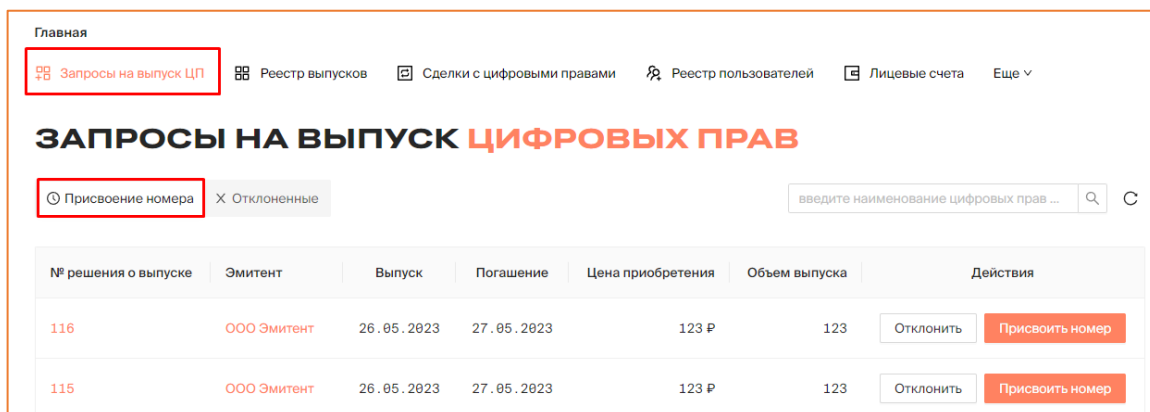 Главная
Запросы на выпуск ЦП Реестр выпусков Сделки с цифровыми правами Реестр пользователей Лицевые счета Еще
ЗАПРОСЫ НА ВЫПУСК ЦИФРОВЫХ ПРАВ
Присвоение номера Отклоненные введите наименование цифровых прав ...
№ решения о выпуске Эмитент Выпуск Погашение Цена приобретения Объем выпуска Действия
116 ООО Эмитент 26.05.2023 27.05.2023 123 ₽ 123 Отклонить Присвоить номер
115 ООО Эмитент 26.05.2023 27.05.2023 123 ₽ 123 Отклонить Присвоить номер